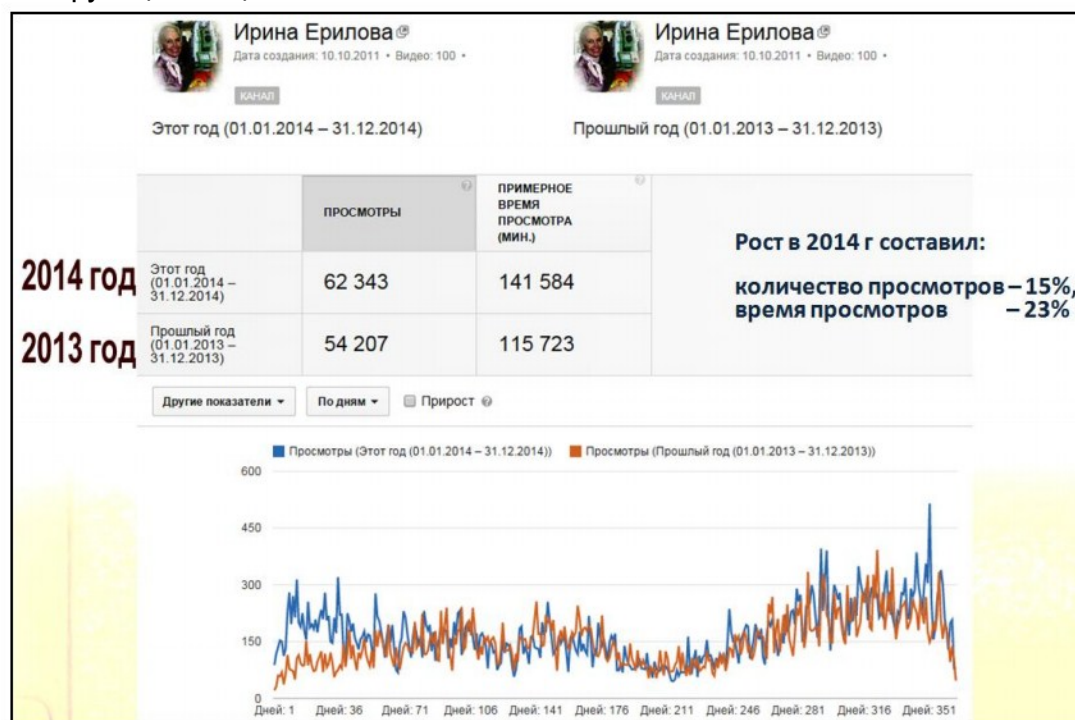 Ирина Ерилова
Дата создания: 10.10.2011 • Видео: 100 •
КАНАЛ
Этот год (01.01.2014 – 31.12.2014)
Ирина Ерилова
Дата создания: 10.10.2011 • Видео: 100 •
КАНАЛ
Прошлый год (01.01.2013 – 31.12.2013)
ПРОСМОТРЫ
ПРИМЕРНОЕ
ВРЕМЯ
ПРОСМОТРА
(МИН.)
2014 год
Этот год
(01.01.2014 –
31.12.2014)
62 343
141 584
2013 год
Прошлый год
(01.01.2013 –
31.12.2013)
54 207
115 723
Рост в 2014 г составил:
количество просмотров – 15%,
время просмотров – 23%
Другие показатели
По дням
Прирост
Просмотры (Этот год (01.01.2014 – 31.12.2014))
Просмотры (Прошлый год (01.01.2013 – 31.12.2013))
600
450
300
150
0
Дней: 1 Дней: 36 Дней: 71 Дней: 106 Дней: 141 Дней: 176 Дней: 211 Дней: 246 Дней: 281 Дней: 316 Дней: 351